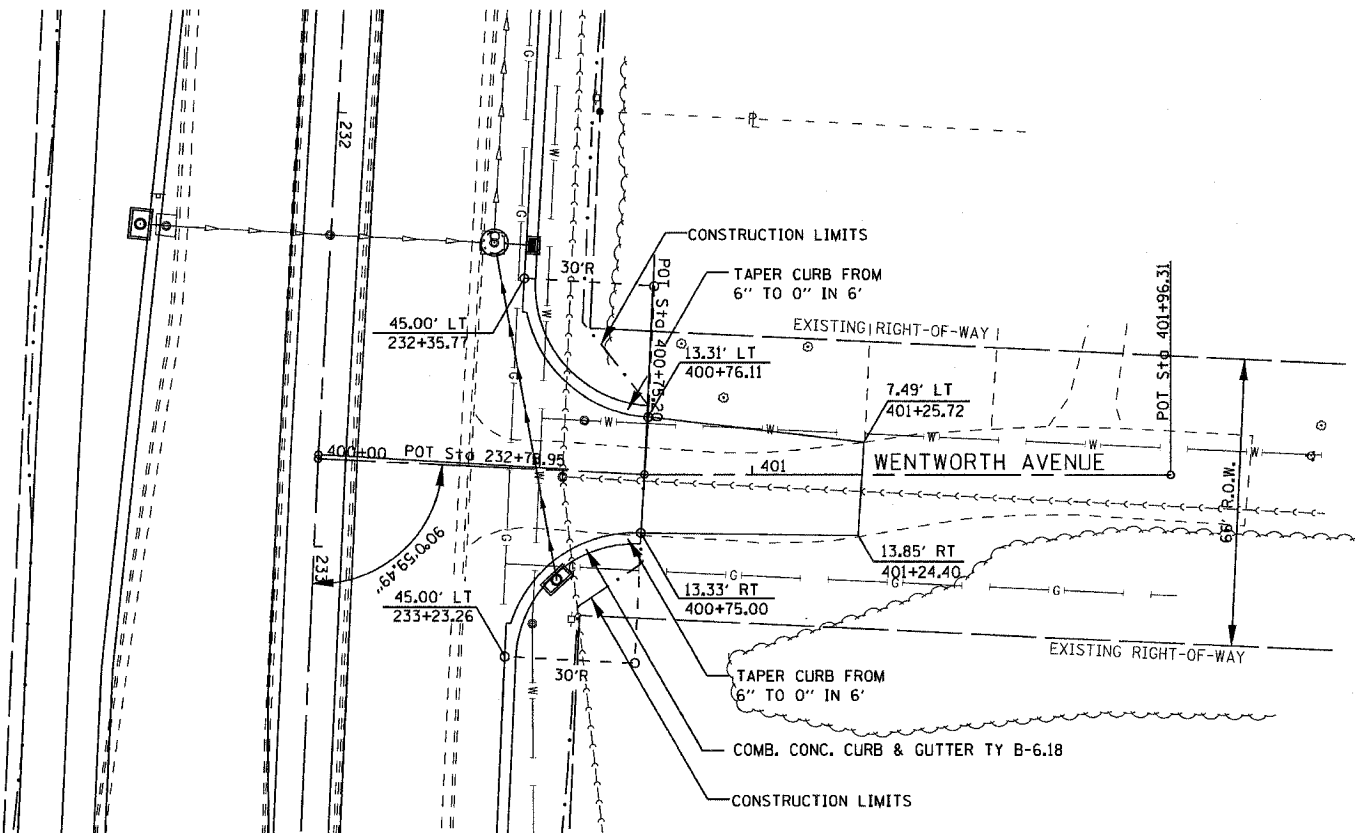 232
PL
CONSTRUCTION LIMITS
TAPER CURB FROM
6" TO 0" IN 6'
30'R
POT Sta 400+75.20
POT Sta 401+96.31
EXISTING RIGHT-OF-WAY
45.00' LT
232+35.77
13.31' LT
400+76.11
7.49' LT
401+25.72
400+00
POT Sta 232+78.95
401
WENTWORTH AVENUE
66' R.O.W.
90°0'59.49"
233
45.00' LT
233+23.26
13.85' RT
401+24.40
13.33' RT
400+75.00
30'R
EXISTING RIGHT-OF-WAY
TAPER CURB FROM
6" TO 0" IN 6'
COMB. CONC. CURB & GUTTER TY B-6.18
CONSTRUCTION LIMITS
G
G
G
G
G
G
G
W
W
W
W
W
W
W
W
W
W